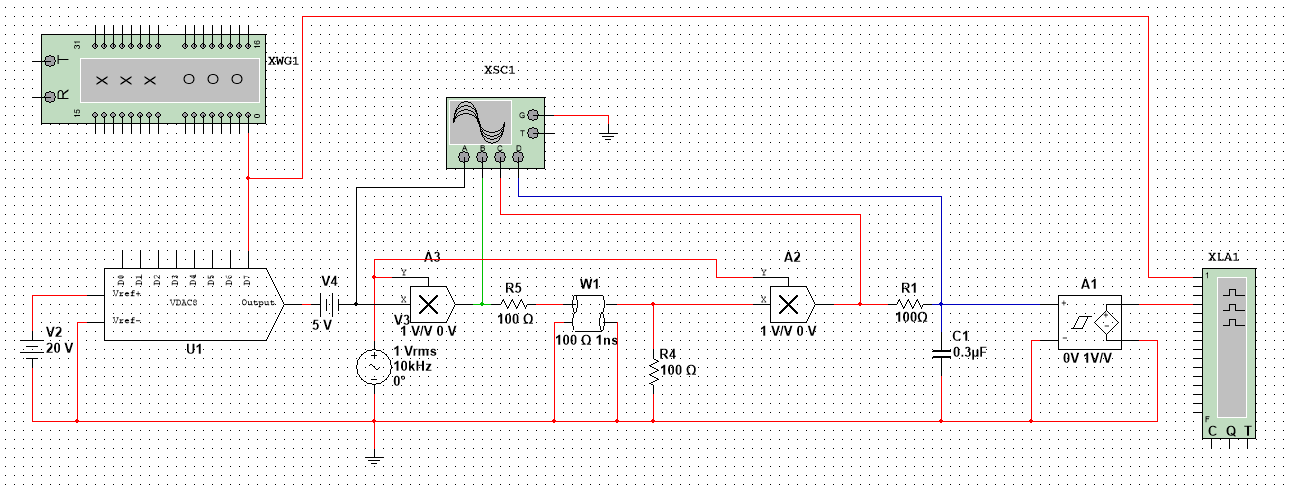 31 16
T
XWG1
X X X O O O
R
15 0
XSC1
G
T
A B C D
D0 D1 D2 D3 D4 D5 D6 D7
Vref+
VDAC8
Output
Vref-
U1
V2
20 V
V4
5 V
A3
Y
X
1 V/V 0 V
V3
1 Vrms
10kHz
0°
R5
100 Ω
W1
100 Ω 1ns
R4
100 Ω
A2
Y
X
1 V/V 0 V
R1
100Ω
C1
0.3µF
A1
+
-
0V 1V/V
XLA1
1
F
C Q T